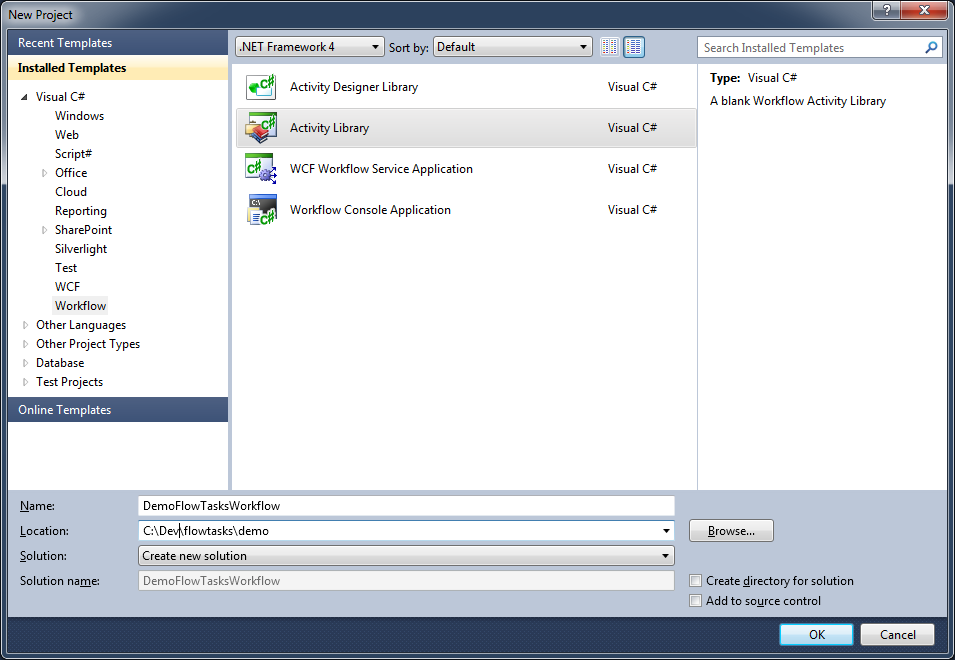 New Project
?
Recent Templates
Installed Templates
Visual C#
Windows
Web
Script#
Office
Cloud
Reporting
SharePoint
Silverlight
Test
WCF
Workflow
Other Languages
Other Project Types
Database
Test Projects
Online Templates
.NET Framework 4 Sort by: Default
Activity Designer Library Visual C#
Activity Library Visual C#
WCF Workflow Service Application Visual C#
Workflow Console Application Visual C#
Search Installed Templates
Type: Visual C#
A blank Workflow Activity Library
Name: DemoFlowTasksWorkflow
Location: C:\Dev\flowtasks\demo Browse...
Solution: Create new solution
Solution name: DemoFlowTasksWorkflow
Create directory for solution
Add to source control
OK Cancel